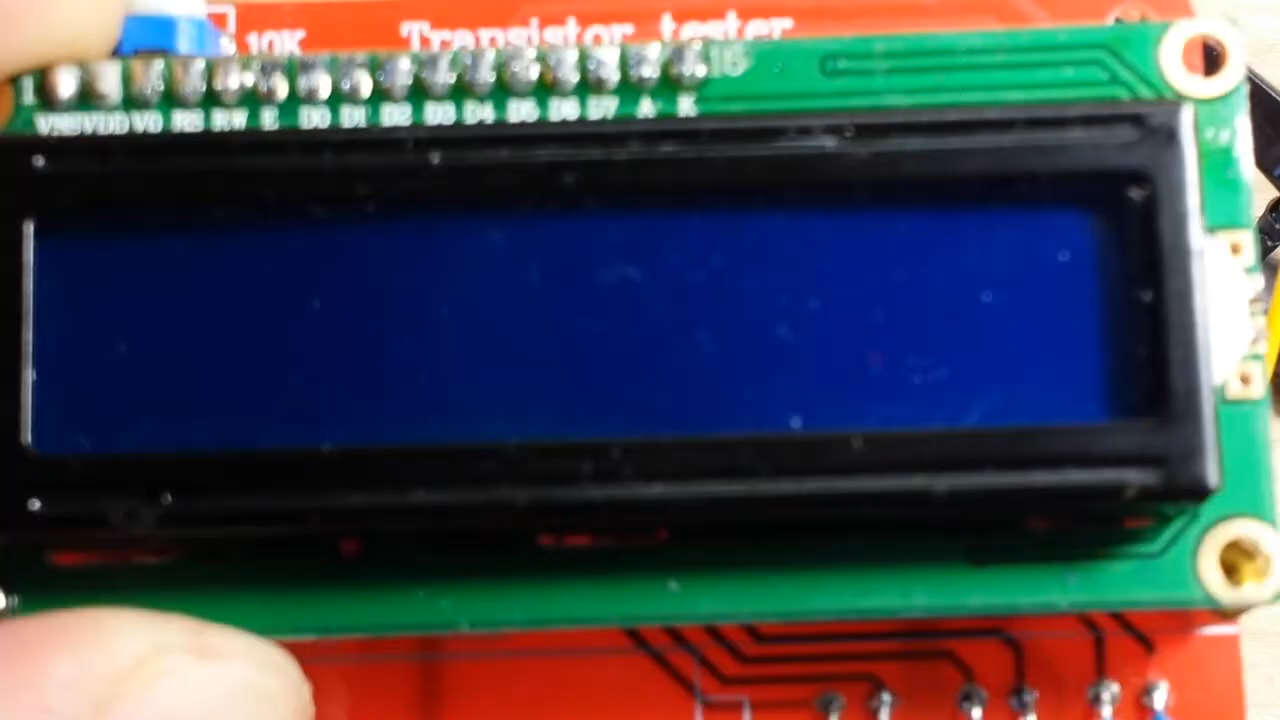 10K
Transistor tester
1 16
VSS VDD V0 RS RW E D0 D1 D2 D3 D4 D5 D6 D7 A K